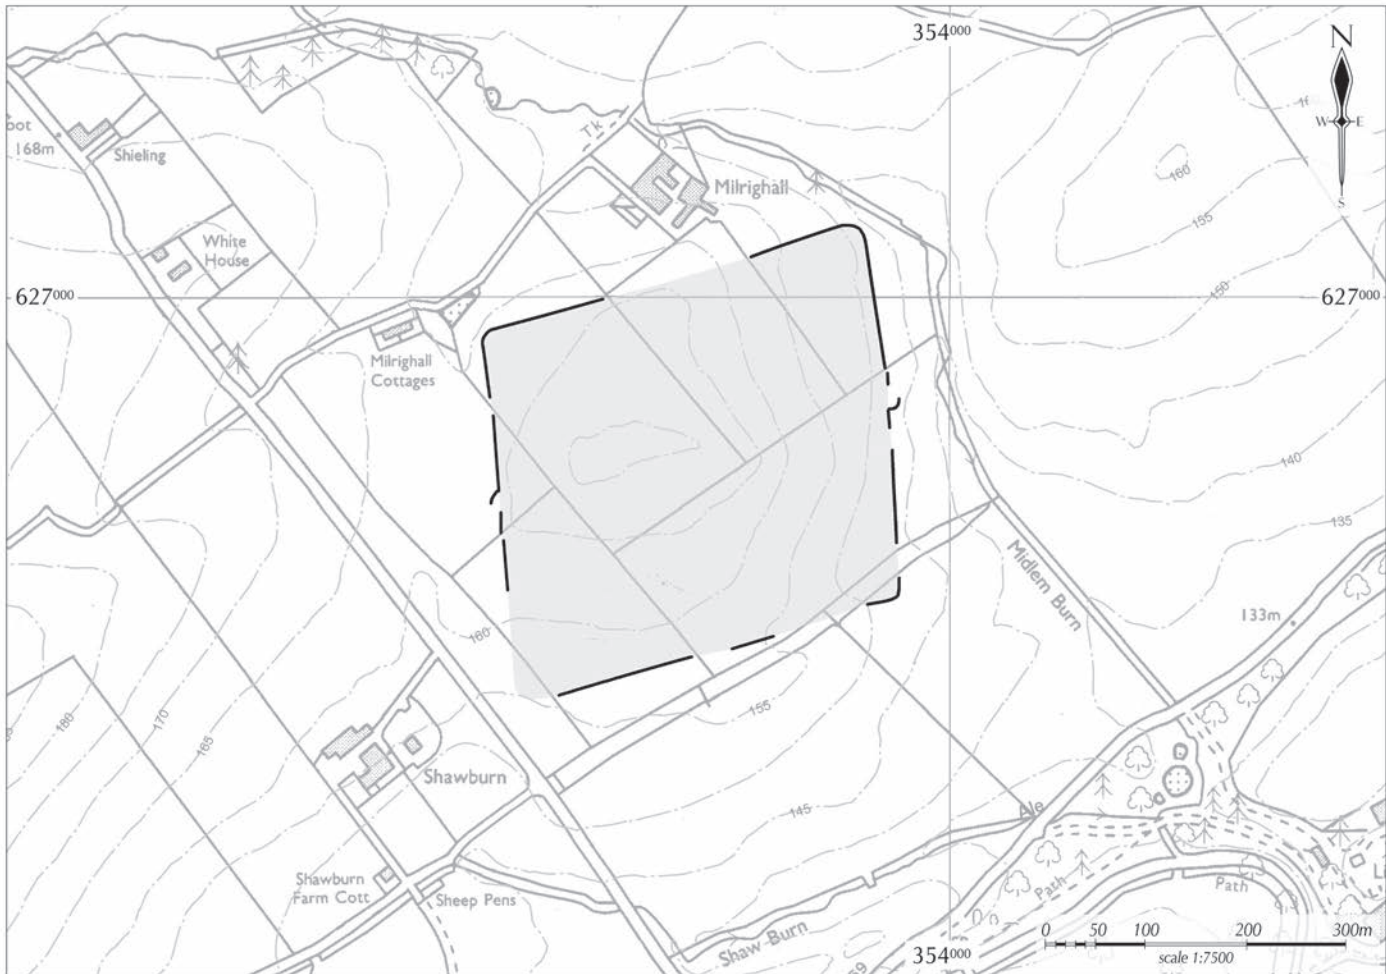 354000
N
W E
S
oot
168m
Shieling
Tk
Milrighall
160
155
White
House
150
627000
627000
Milrighall
Cottages
140
135
Midlem Burn
133m
160
180
170
165
155
Shawburn
145
Ale
Shawburn
Farm Cott
Sheep Pens
Path
Path
Shaw Burn
354000
59
0 50 100 200 300m
scale 1:7500